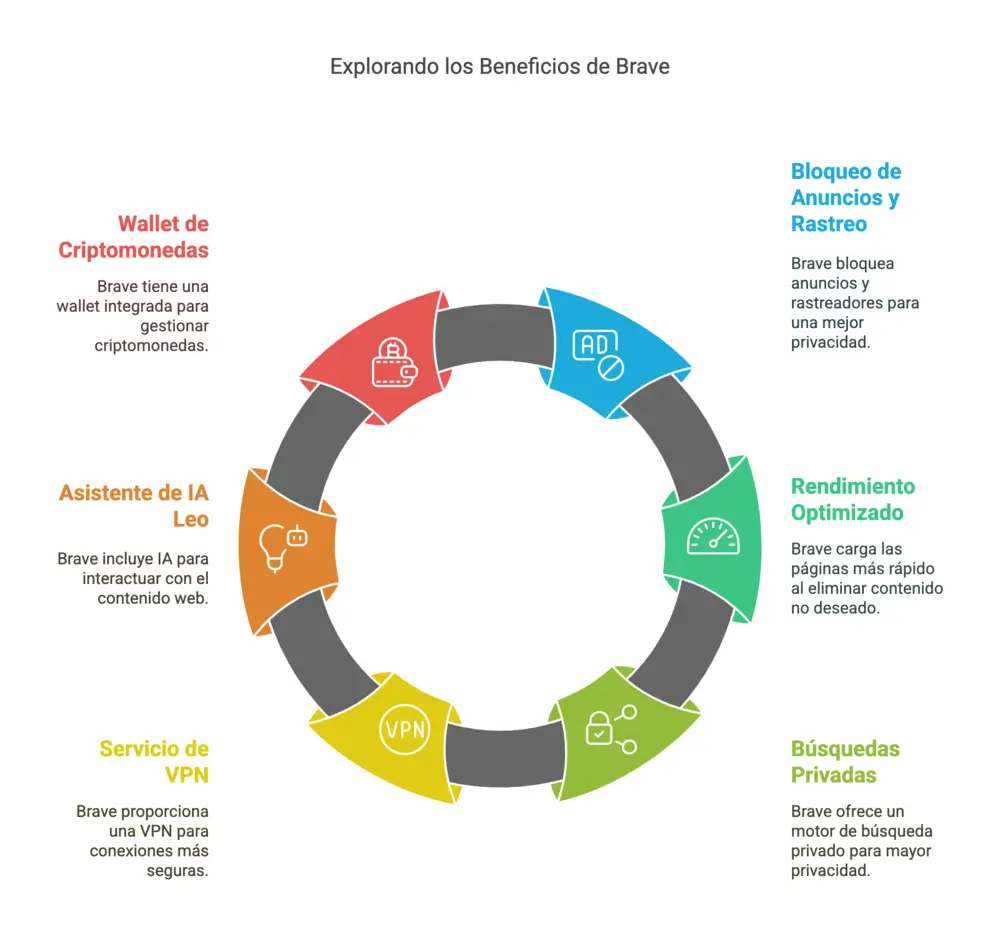 Explorando los Beneficios de Brave
Bloqueo de
Anuncios y
Rastreo
Brave bloquea
anuncios y
rastreadores para
una mejor
privacidad.
AD
Rendimiento
Optimizado
Brave carga las
páginas más rápido
al eliminar contenido
no deseado.
Búsquedas
Privadas
Brave ofrece un
motor de búsqueda
privado para mayor
privacidad.
Servicio de
VPN
Brave proporciona
una VPN para
conexiones más
seguras.
VPN
Asistente de IA
Leo
Brave incluye IA para
interactuar con el
contenido web.
Wallet de
Criptomonedas
Brave tiene una
wallet integrada para
gestionar
criptomonedas.